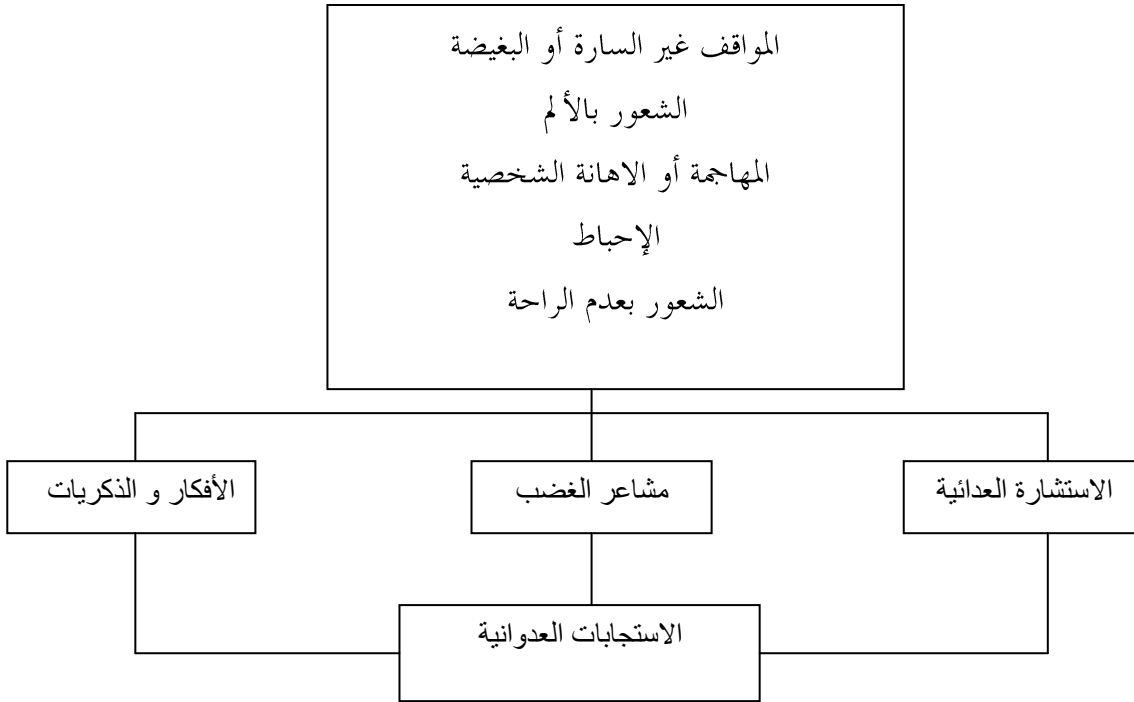 المواقف غير السارة أو البغيضة
الشعور بالألم
المهاجمة أو الاهانة الشخصية
الإحباط
الشعور بعدم الراحة
الاستشارة العدائية
مشاعر الغضب
الأفكار و الذكريات
الاستجابات العدوانية